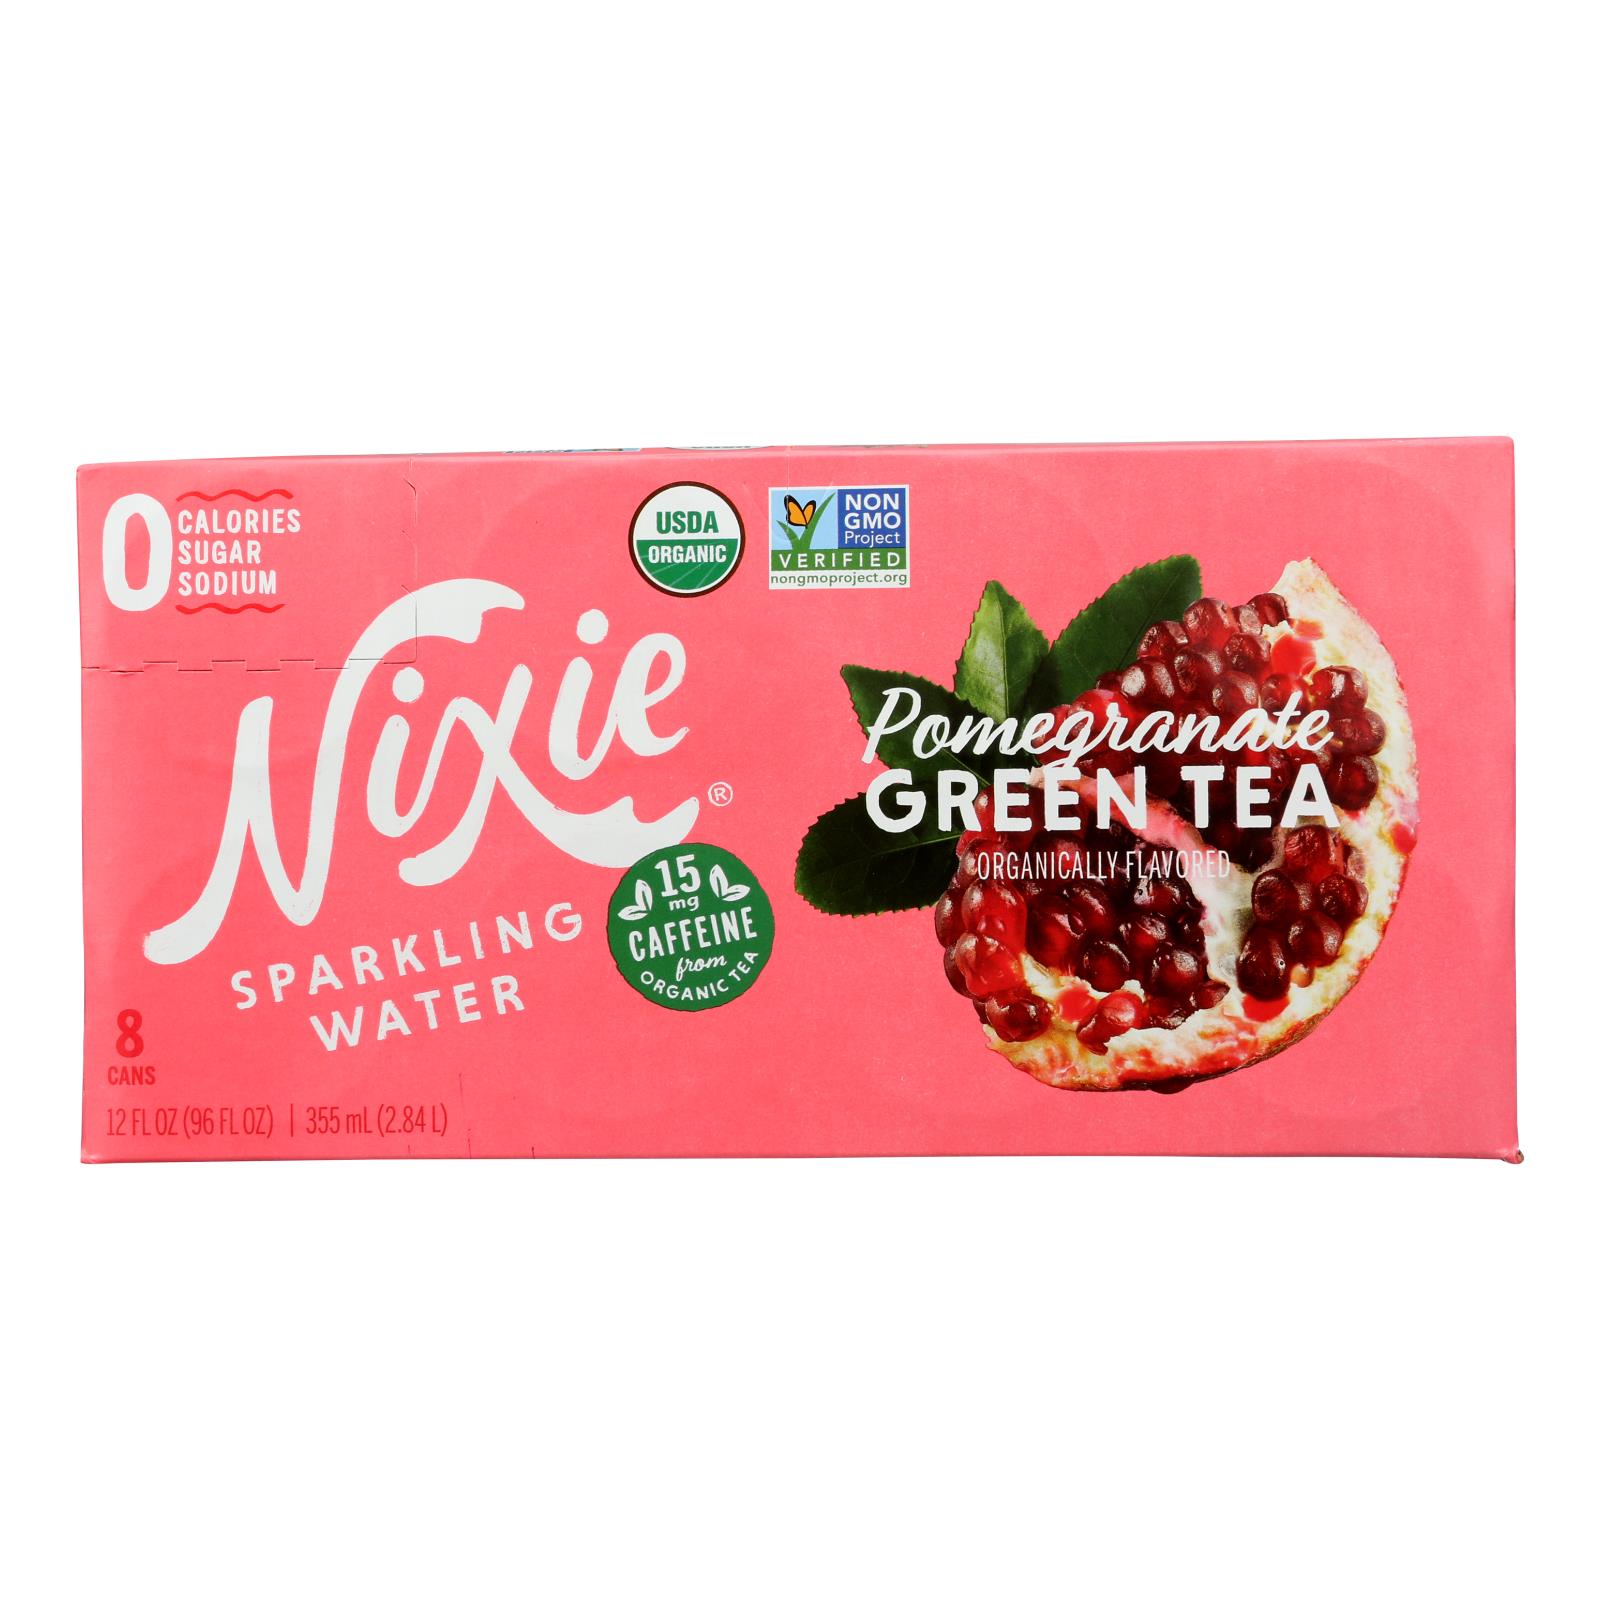 0 CALORIES
SUGAR
SODIUM
USDA
ORGANIC
NON
GMO
Project
VERIFIED
nongmoproject.org
Nixie®
SPARKLING
WATER
15
mg
CAFFEINE
from
ORGANIC TEA
Pomegranate
GREEN TEA
ORGANICALLY FLAVORED
8
CANS
12 FL OZ (96 FL OZ) | 355 mL (2.84 L)